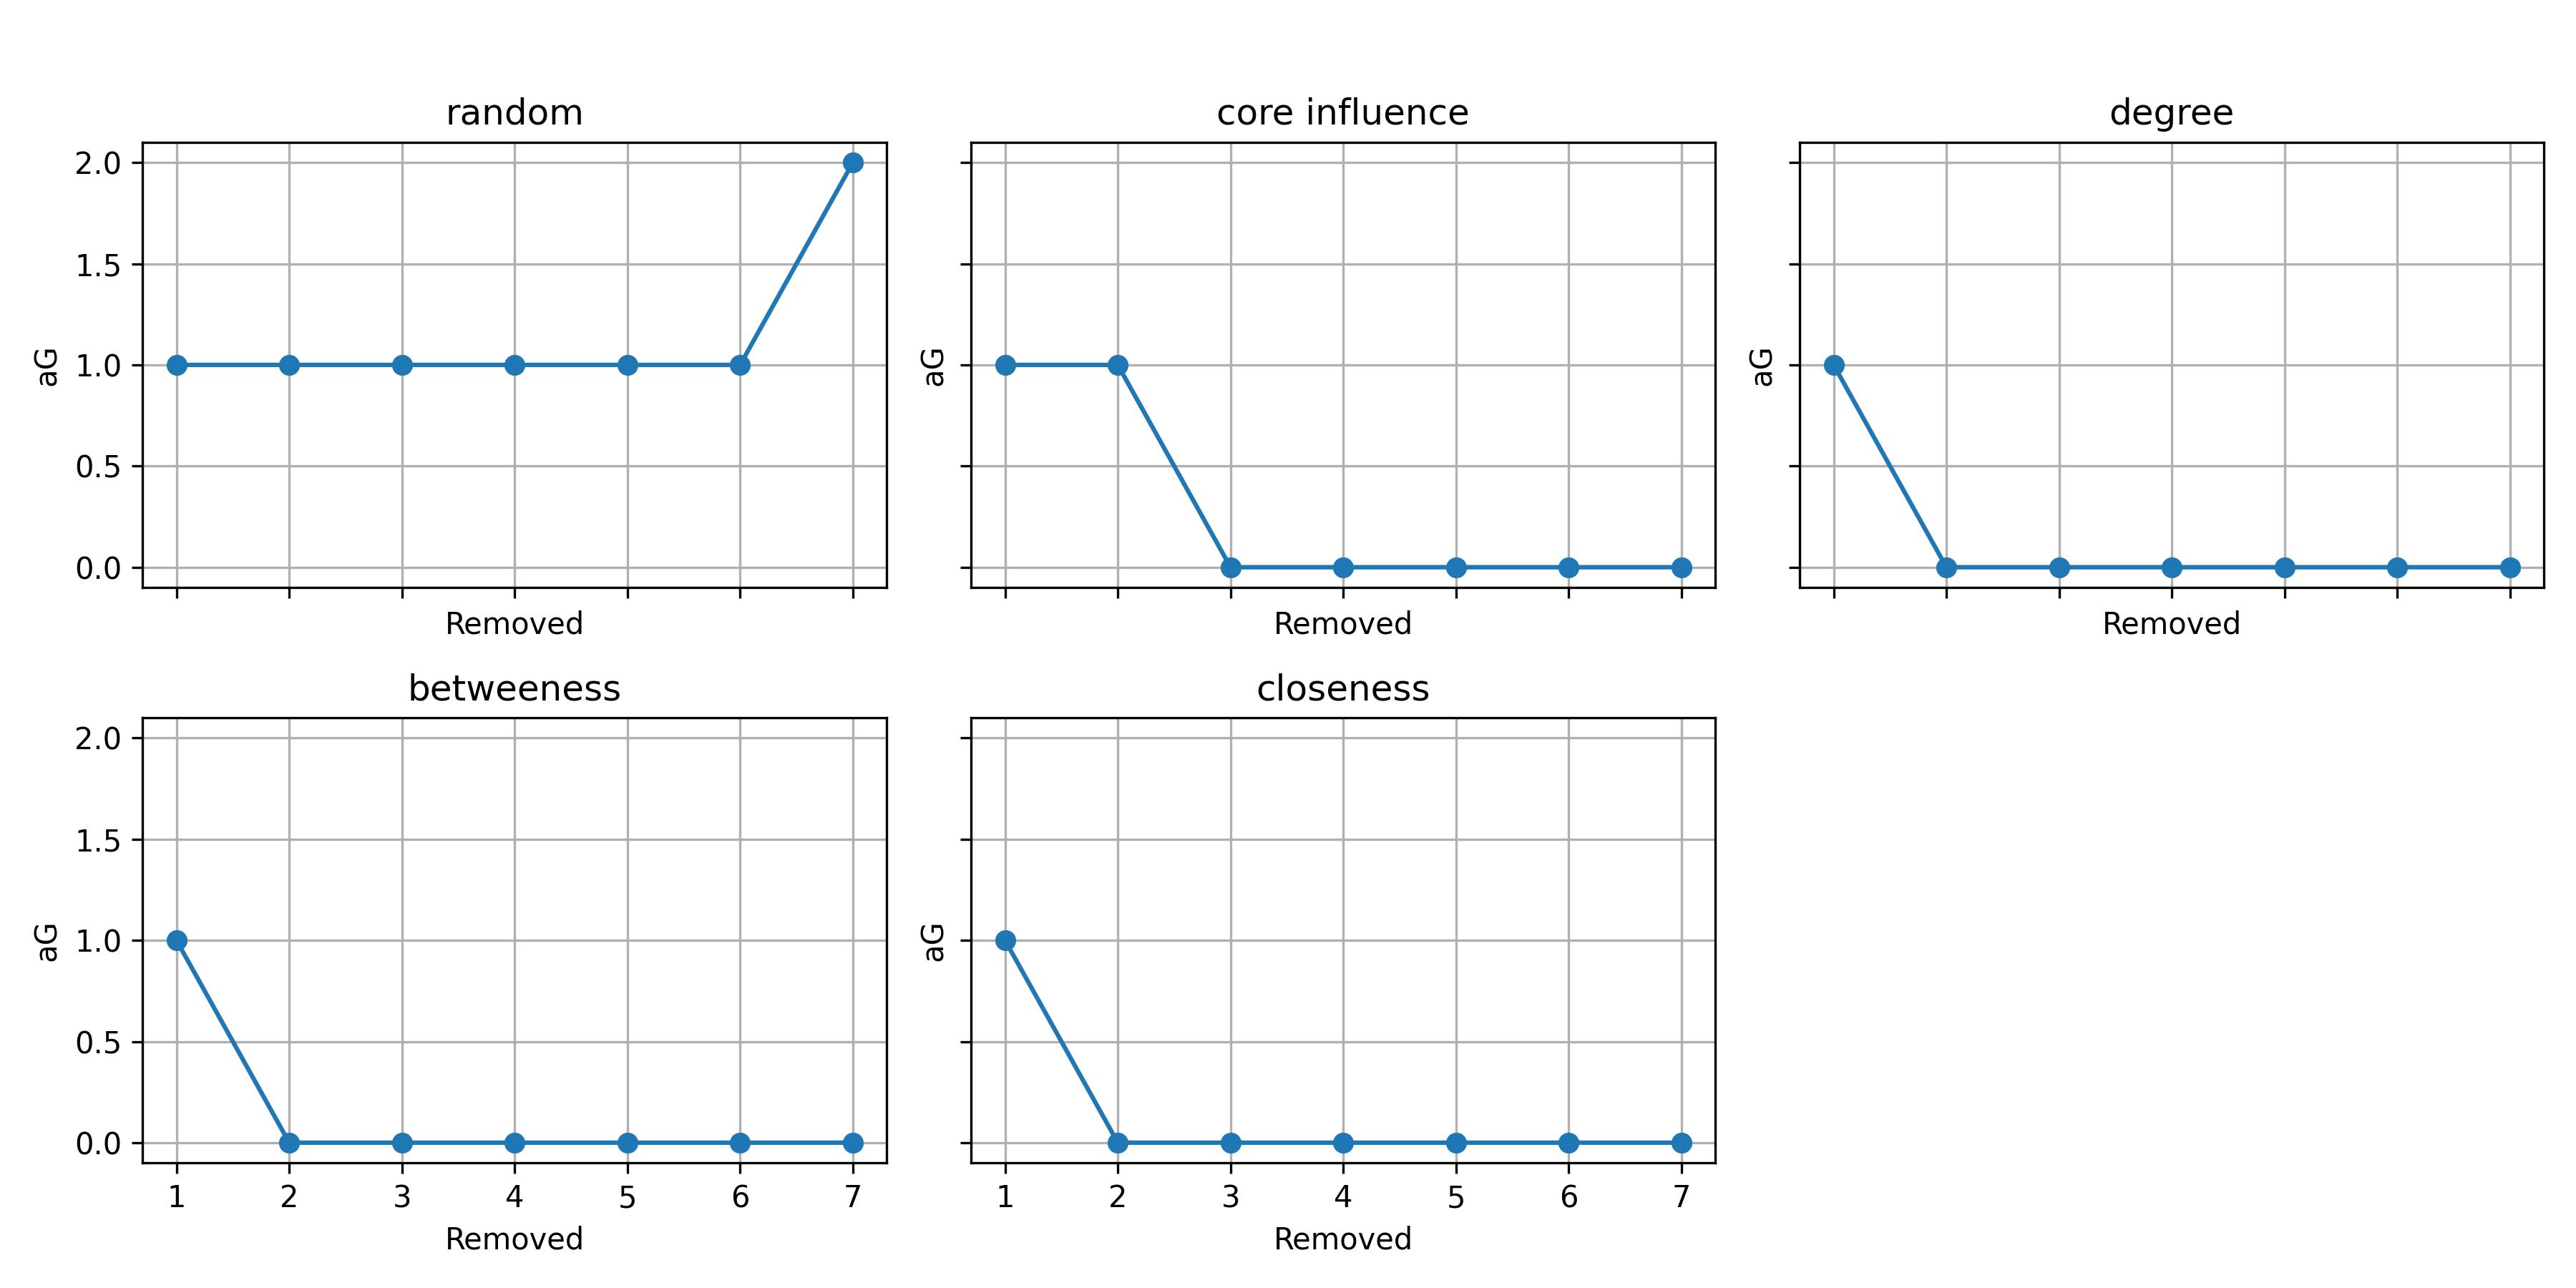 random
core influence
degree
2.0
1.5
1.0
0.5
0.0
aG
aG
aG
Removed
Removed
Removed
betweeness
closeness
2.0
1.5
1.0
0.5
0.0
aG
aG
1 2 3 4 5 6 7
1 2 3 4 5 6 7
Removed
Removed